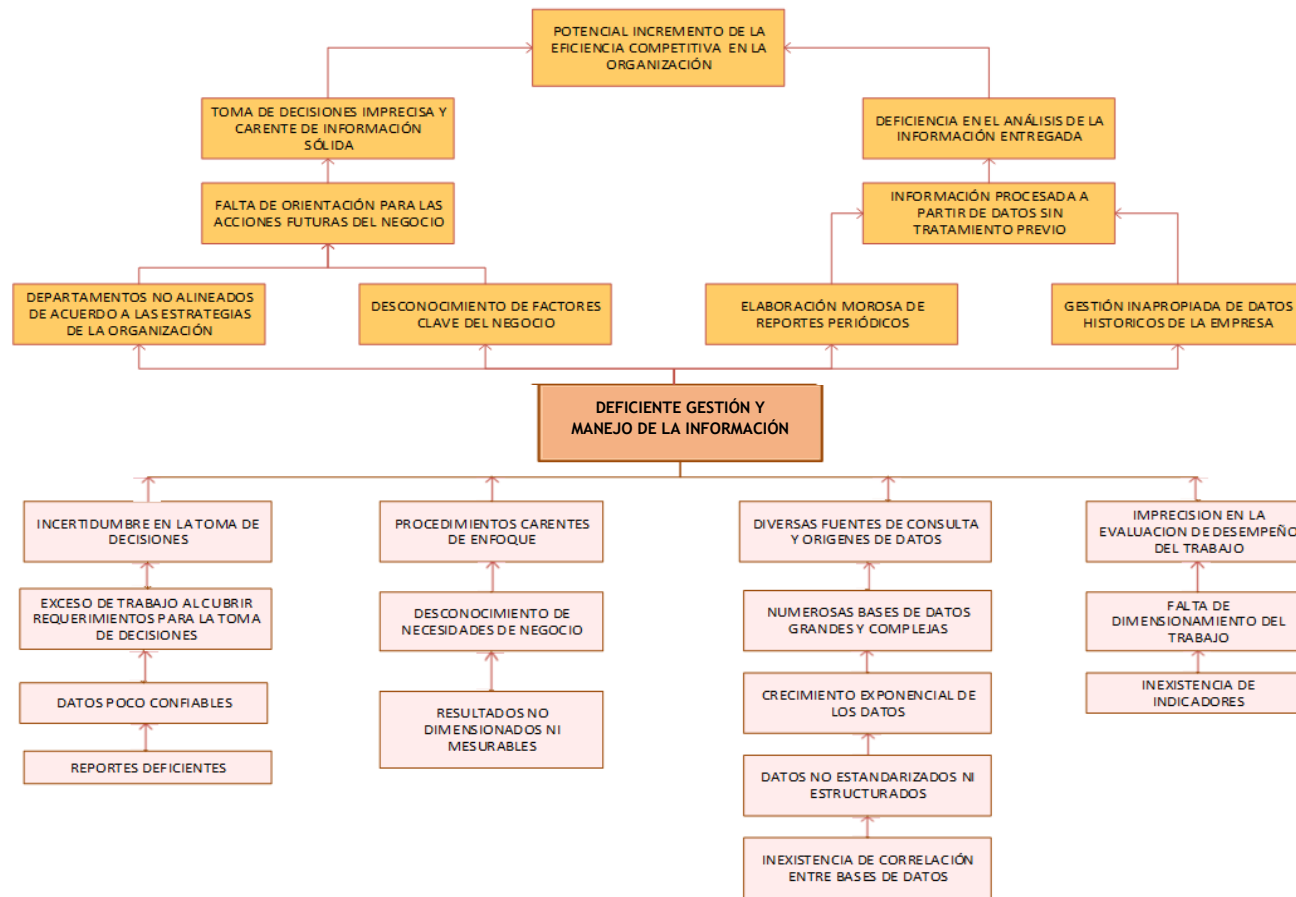 POTENCIAL INCREMENTO DE LA
EFICIENCIA COMPETITIVA EN LA
ORGANIZACIÓN
TOMA DE DECISIONES IMPRECISA Y
CARENTE DE INFORMACIÓN
SÓLIDA
DEFICIENCIA EN EL ANÁLISIS DE LA
INFORMACIÓN ENTREGADA
FALTA DE ORIENTACIÓN PARA LAS
ACCIONES FUTURAS DEL NEGOCIO
INFORMACIÓN PROCESADA A
PARTIR DE DATOS SIN
TRATAMIENTO PREVIO
DEPARTAMENTOS NO ALINEADOS
DE ACUERDO A LAS ESTRATEGIAS
DE LA ORGANIZACIÓN
DESCONOCIMIENTO DE FACTORES
CLAVE DEL NEGOCIO
ELABORACIÓN MOROSA DE
REPORTES PERIÓDICOS
GESTIÓN INAPROPIADA DE DATOS
HISTORICOS DE LA EMPRESA
DEFICIENTE GESTIÓN Y
MANEJO DE LA INFORMACIÓN
INCERTIDUMBRE EN LA TOMA DE
DECISIONES
PROCEDIMIENTOS CARENTES
DE ENFOQUE
DIVERSAS FUENTES DE CONSULTA
Y ORIGENES DE DATOS
IMPRECISION EN LA
EVALUACION DE DESEMPEÑO
DEL TRABAJO
EXCESO DE TRABAJO AL CUBRIR
REQUERIMIENTOS PARA LA TOMA
DE DECISIONES
DESCONOCIMIENTO DE
NECESIDADES DE NEGOCIO
NUMEROSAS BASES DE DATOS
GRANDES Y COMPLEJAS
FALTA DE
DIMENSIONAMIENTO DEL
TRABAJO
DATOS POCO CONFIABLES
RESULTADOS NO
DIMENSIONADOS NI
MESURABLES
CRECIMIENTO EXPONENCIAL DE
LOS DATOS
INEXISTENCIA DE
INDICADORES
REPORTES DEFICIENTES
DATOS NO ESTANDARIZADOS NI
ESTRUCTURADOS
INEXISTENCIA DE CORRELACIÓN
ENTRE BASES DE DATOS